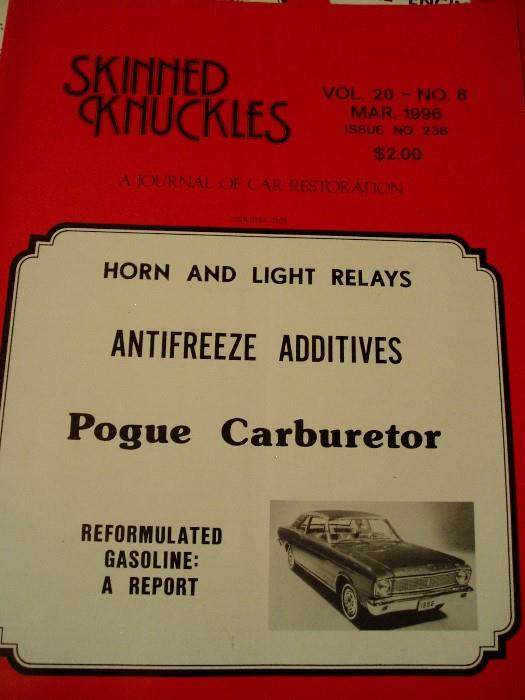 SKINNED
KNUCKLES
VOL. 20 - NO. 8
MAR. 1996
ISSUE NO. 236
$2.00
A JOURNAL OF CAR RESTORATION
HORN AND LIGHT RELAYS
ANTIFREEZE ADDITIVES
Pogue Carburetor
REFORMULATED
GASOLINE:
A REPORT
1966